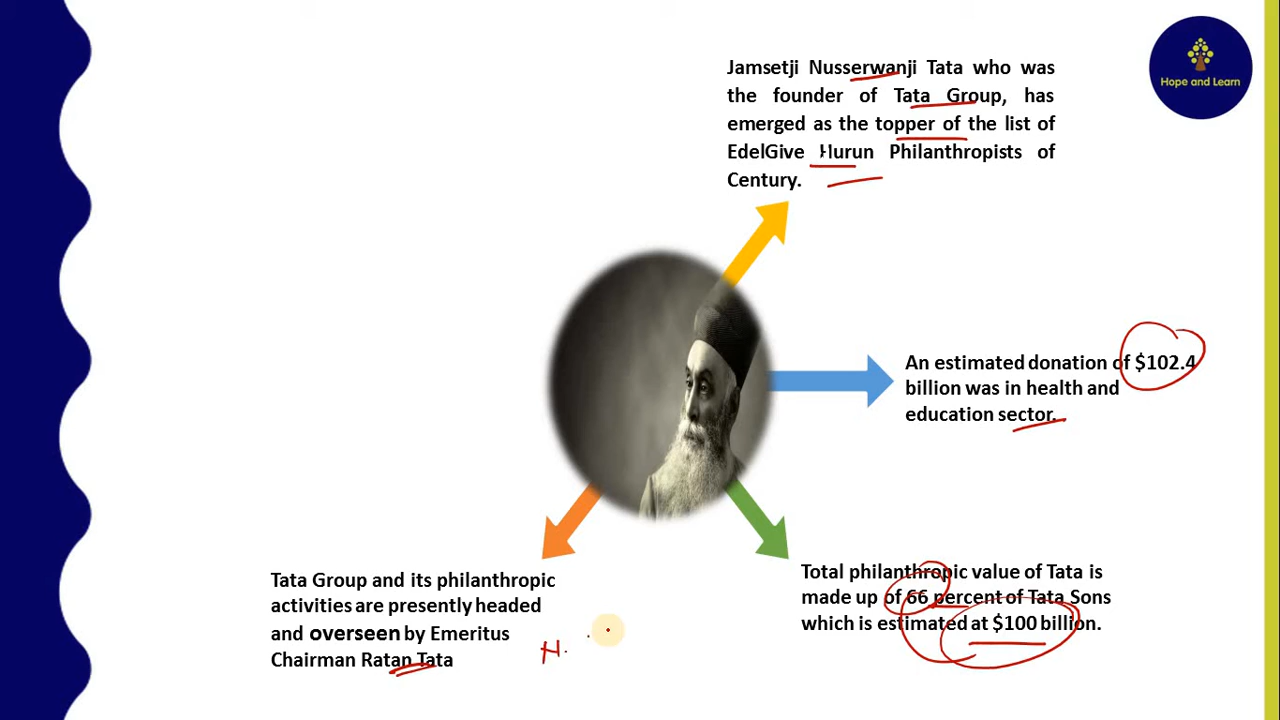 Jamsetji Nusserwanji Tata who was
the founder of Tata Group, has
emerged as the topper of the list of
EdelGive Hurun Philanthropists of
Century.
Hope and Learn
An estimated donation of $102.4
billion was in health and
education sector.
Total philanthropic value of Tata is
made up of 66 percent of Tata Sons
which is estimated at $100 billion.
Tata Group and its philanthropic
activities are presently headed
and overseen by Emeritus
Chairman Ratan Tata
N.